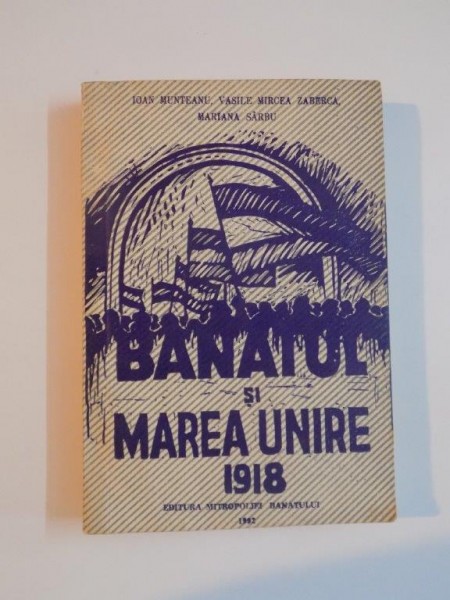 IOAN MUNTEANU, VASILE MIRCEA ZABERCA,
MARIANA SÂRBU
BANATUL
ȘI
MAREA UNIRE
1918
EDITURA MITROPOLIEI BANATULUI
1992